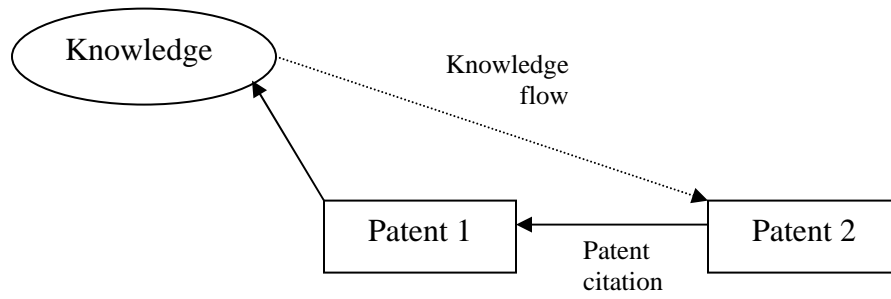 Knowledge
Knowledge
flow
Patent 1
Patent 2
Patent
citation